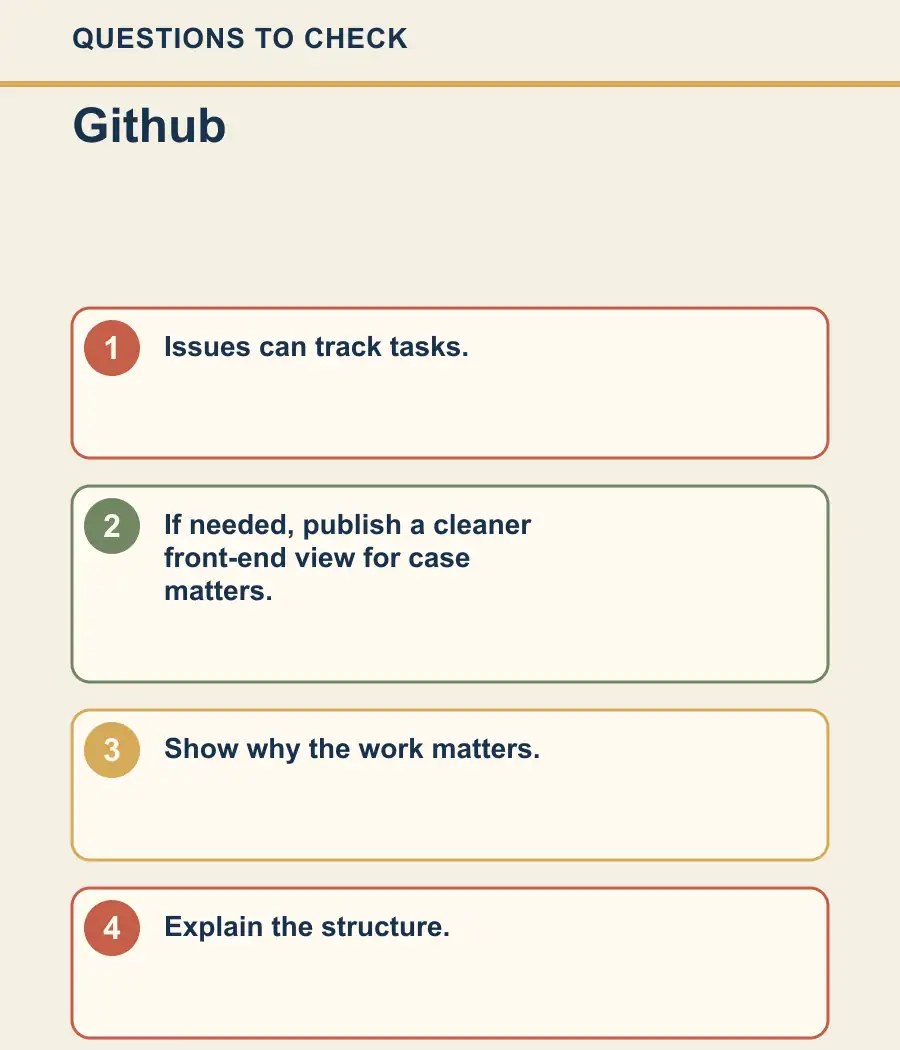 QUESTIONS TO CHECK
Github
1
Issues can track tasks.
2
If needed, publish a cleaner
front-end view for case
matters.
3
Show why the work matters.
4
Explain the structure.